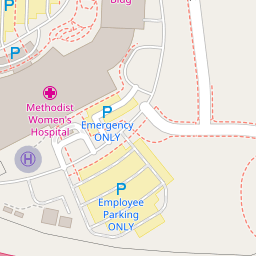 Bldg
P
P
Methodist
Women's
Hospital
P
Emergency
ONLY
H
P
Employee
Parking
ONLY